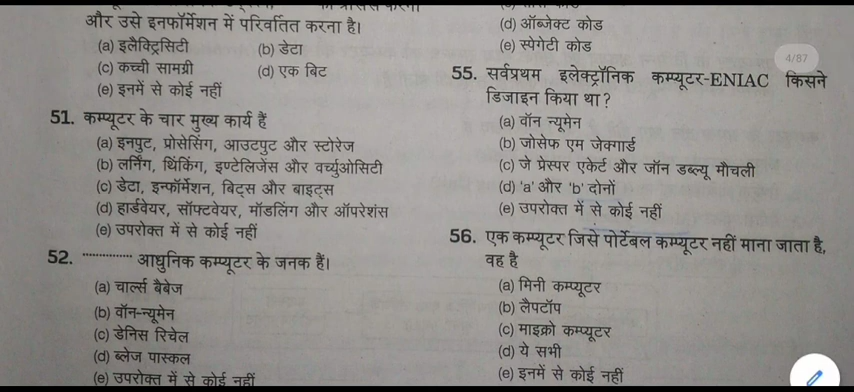 और उसे इनफॉर्मेशन में परिवर्तित करना है।
(a) इलैक्ट्रिसिटी (b) डेटा
(c) कच्ची सामग्री (d) एक बिट
(e) इनमें से कोई नहीं
51. कम्प्यूटर के चार मुख्य कार्य हैं
(a) इनपुट, प्रोसेसिंग, आउटपुट और स्टोरेज
(b) लर्निंग, थिंकिंग, इण्टेलिजेंस और वर्च्युओसिटी
(c) डेटा, इन्फॉर्मेशन, बिट्स और बाइट्स
(d) हार्डवेयर, सॉफ्टवेयर, मॉडलिंग और ऑपरेशंस
(e) उपरोक्त में से कोई नहीं
52. ............. आधुनिक कम्प्यूटर के जनक हैं।
(a) चार्ल्स बैबेज
(b) वॉन-न्यूमेन
(c) डेनिस रिचेल
(d) ब्लेज पास्कल
(e) उपरोक्त में से कोई नहीं
(d) ऑब्जेक्ट कोड
(e) स्पेगेटी कोड
4/87
55. सर्वप्रथम इलेक्ट्रॉनिक कम्प्यूटर-ENIAC किसने
डिजाइन किया था?
(a) वॉन न्यूमेन
(b) जोसेफ एम जेक्गार्ड
(c) जे प्रेस्पर एकेर्ट और जॉन डब्ल्यू मौचली
(d) 'a' और 'b' दोनों
(e) उपरोक्त में से कोई नहीं
56. एक कम्प्यूटर जिसे पोर्टेबल कम्प्यूटर नहीं माना जाता है,
वह है
(a) मिनी कम्प्यूटर
(b) लैपटॉप
(c) माइक्रो कम्प्यूटर
(d) ये सभी
(e) इनमें से कोई नहीं